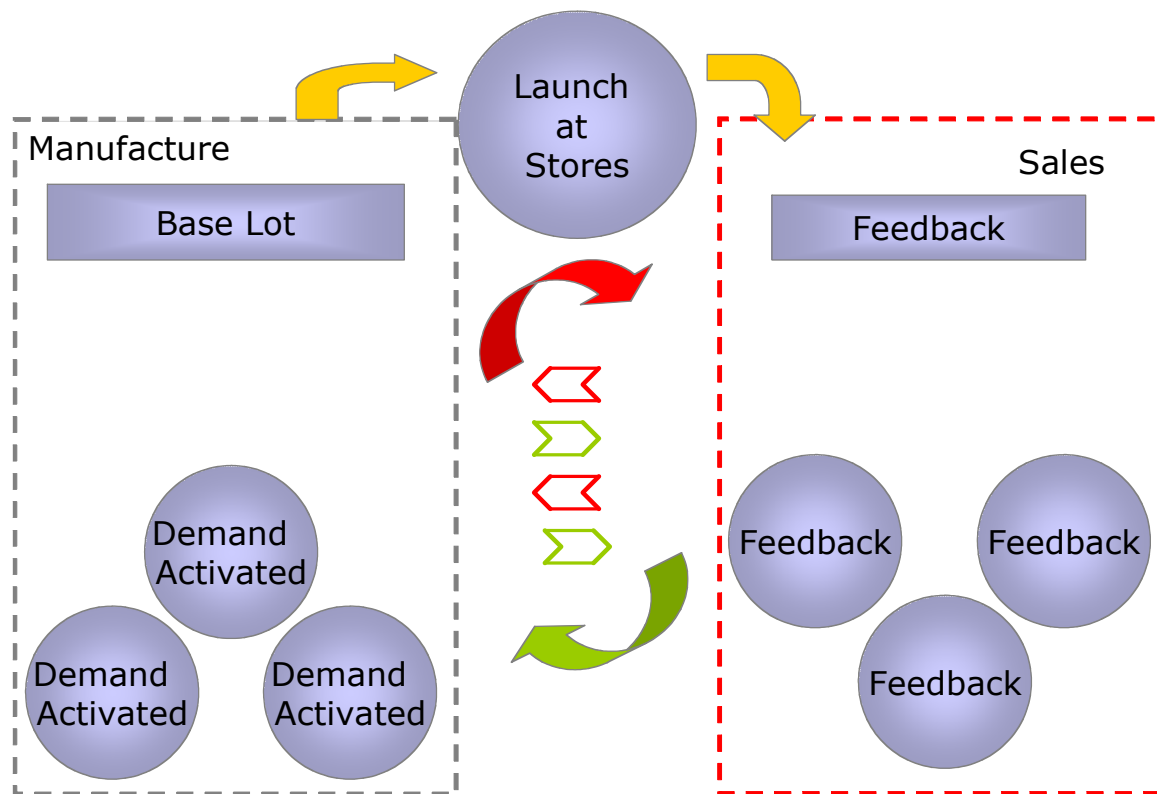 Launch
at
Stores
Manufacture
Base Lot
Demand
Activated
Demand
Activated
Demand
Activated
Sales
Feedback
Feedback
Feedback
Feedback